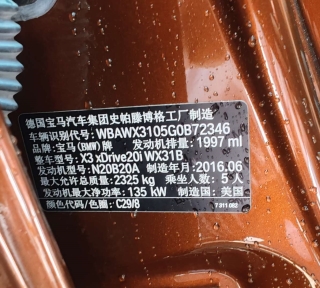 德国宝马汽车集团史帕滕博格工厂制造
车辆识别代号: WBAWX3105G0B72346
品牌: 宝马(BMW)牌 发动机排量: 1997 ml
整车型号: X3 xDrive20i WX31B
发动机型号: N20B20A 制造年月: 2016.06
最大允许总质量: 2325 kg 乘坐人数: 5 人
发动机最大净功率: 135 kW 制造国: 美国
颜色代码/色圈: C29/8
7 311 082